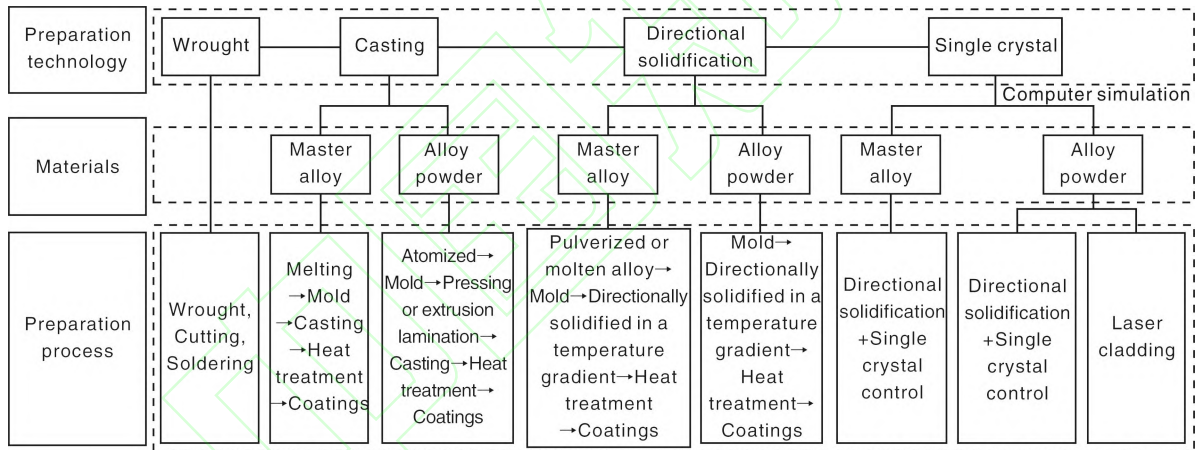 Preparation
technology
Wrought
Casting
Directional
solidification
Single crystal
Computer simulation
Materials
Master
alloy
Alloy
powder
Master
alloy
Alloy
powder
Master
alloy
Alloy
powder
Preparation
process
Wrought,
Cutting,
Soldering
Melting
→Mold
→Casting
→Heat
treatment
→Coatings
Atomized→
Mold→Pressing
or extrusion
lamination→
Casting→Heat
treatment→
Coatings
Pulverized or
molten alloy→
Mold→Directionally
solidified in a
temperature
gradient→Heat
treatment
→Coatings
Mold→
Directionally
solidified in a
temperature
gradient→
Heat
treatment→
Coatings
Directional
solidification
+Single
crystal
control
Directional
solidification
+Single
crystal
control
Laser
cladding